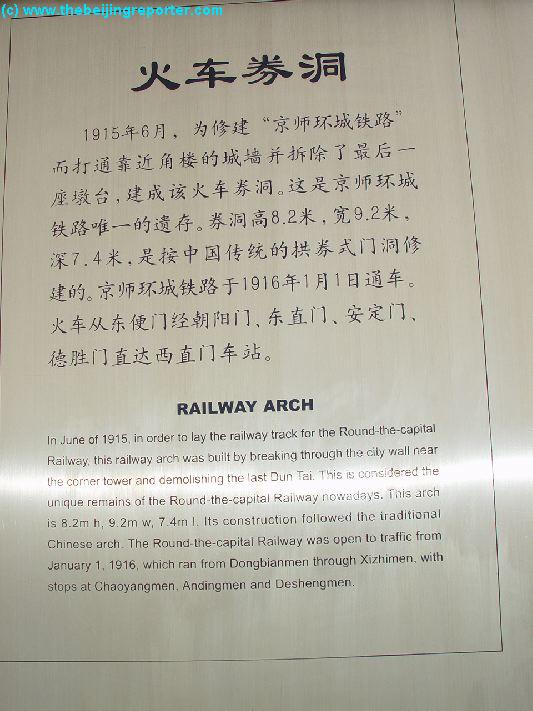 (c) www.thebeijingreporter.com
火车券洞
1915年6月，为修建“京师环城铁路”
而打通靠近角楼的城墙并拆除了最后一
座墩台，建成该火车券洞。这是京师环城
铁路唯一的遗存。券洞高8.2米，宽9.2米，
深7.4米，是按中国传统的拱券式门洞修
建的。京师环城铁路于1916年1月1日通车。
火车从东便门经朝阳门、东直门、安定门、
德胜门直达西直门车站。
RAILWAY ARCH
In June of 1915, in order to lay the railway track for the Round-the-capital
Railway, this railway arch was built by breaking through the city wall near
the corner tower and demolishing the last Dun Tai. This is considered the
unique remains of the Round-the-capital Railway nowadays. This arch
is 8.2m h, 9.2m w, 7.4m l. Its construction followed the traditional
Chinese arch. The Round-the-capital Railway was open to traffic from
January 1, 1916, which ran from Dongbianmen through Xizhimen, with
stops at Chaoyangmen, Andingmen and Deshengmen.